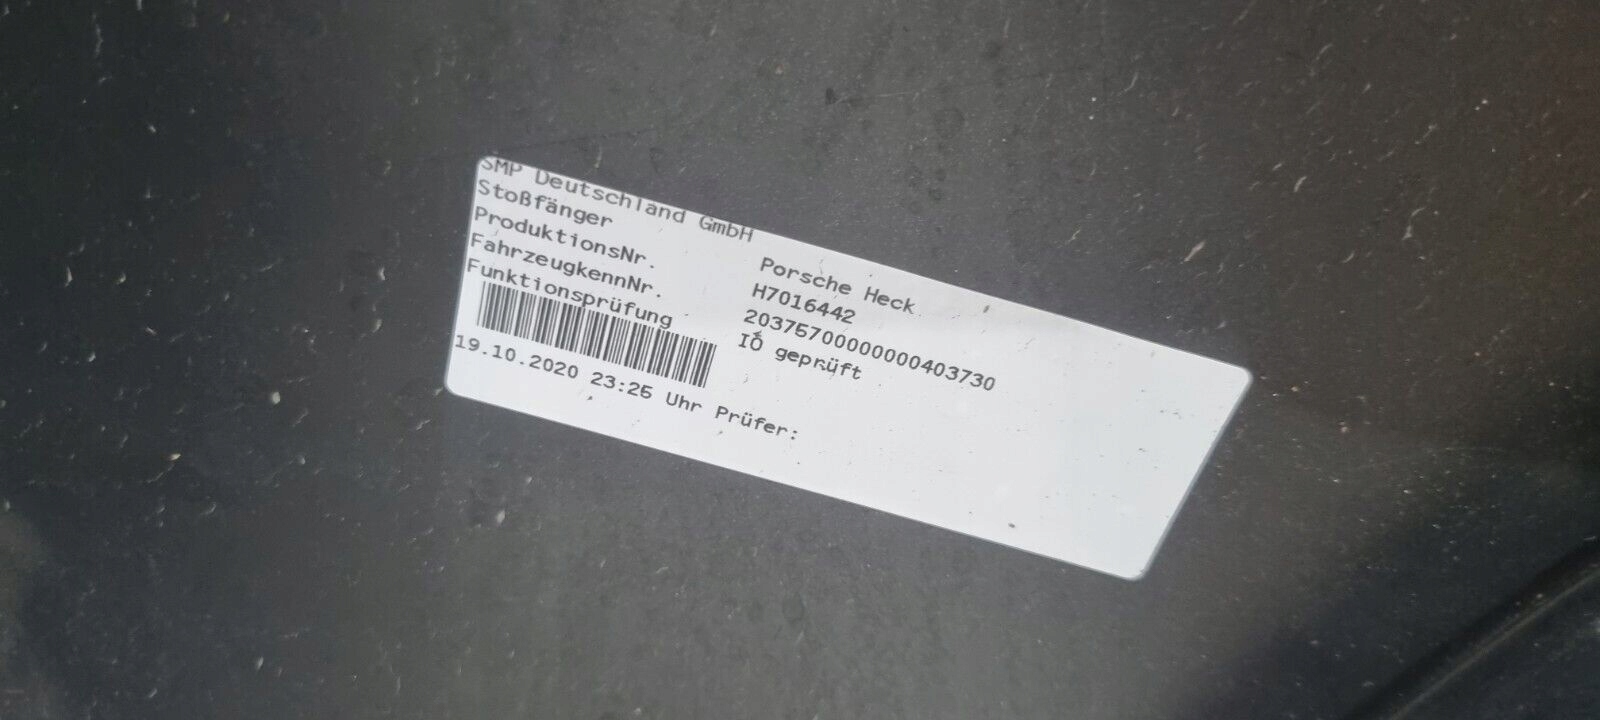 SMP Deutschland GmbH
Stoßfänger Porsche Heck
ProduktionsNr. H7016442
FahrzeugkennNr. 20375700000000403730
Funktionsprüfung IO geprüft
19.10.2020 23:25 Uhr Prüfer: